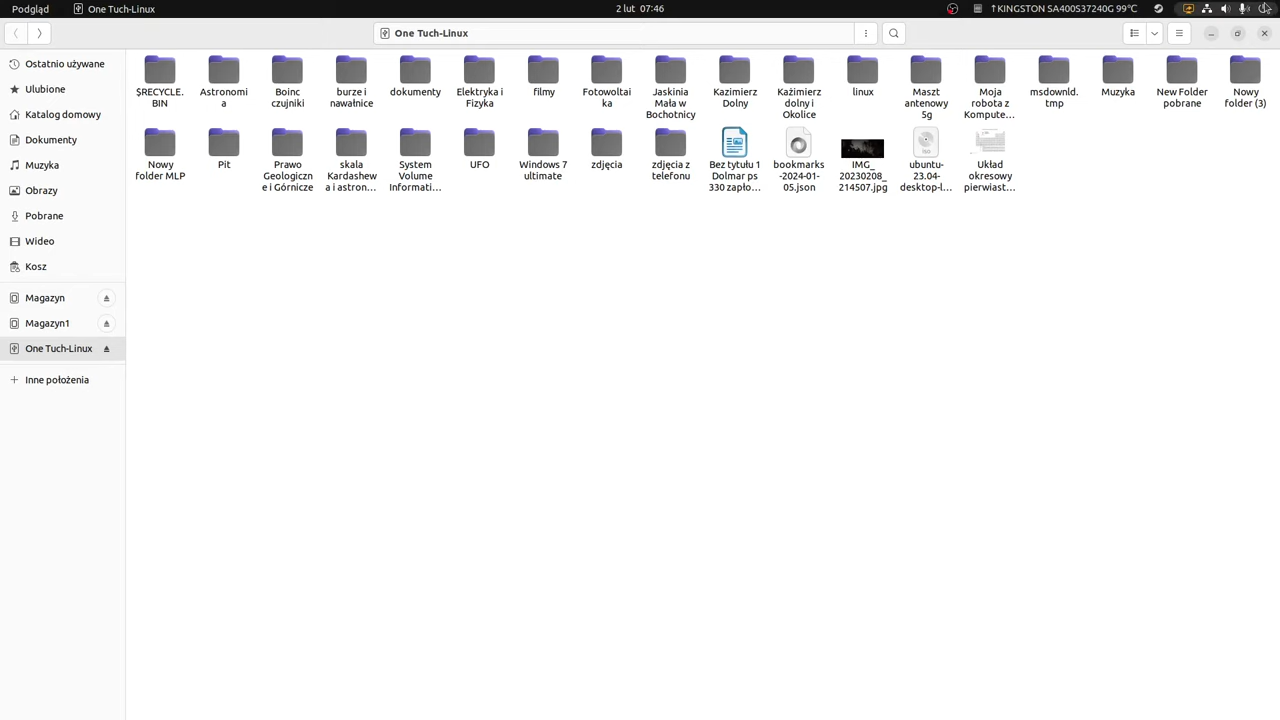 Podgląd One Tuch-Linux 2 lut 07:46 ↑KINGSTON SA400S37240G 99°C
One Tuch-Linux
Ostatnio używane
Ulubione
Katalog domowy
Dokumenty
Muzyka
Obrazy
Pobrane
Wideo
Kosz
Magazyn
Magazyn1
One Tuch-Linux
Inne położenia
$RECYCLE.
BIN
Astronomi
a
Boinc
czujniki
burze i
nawałnice
dokumenty
Elektryka i
Fizyka
filmy
Fotowoltai
ka
Jaskinia
Mała w
Bochotnicy
Kazimierz
Dolny
Każimierz
dolny i
Okolice
linux
Maszt
antenowy
5g
Moja
robota z
Kompute...
msdownld.
tmp
Muzyka
New Folder
pobrane
Nowy
folder (3)
Nowy
folder MLP
Pit
Prawo
Geologiczn
e i Górnicze
skala
Kardashew
a i astron...
System
Volume
Informati...
UFO
Windows 7
ultimate
zdjęcia
zdjęcia z
telefonu
Bez tytułu 1
Dolmar ps
330 zapło...
bookmarks
-2024-01-
05.json
IMG_
20230208_
214507.jpg
ISO
ubuntu-
23.04-
desktop-l...
Układ
okresowy
pierwiast...